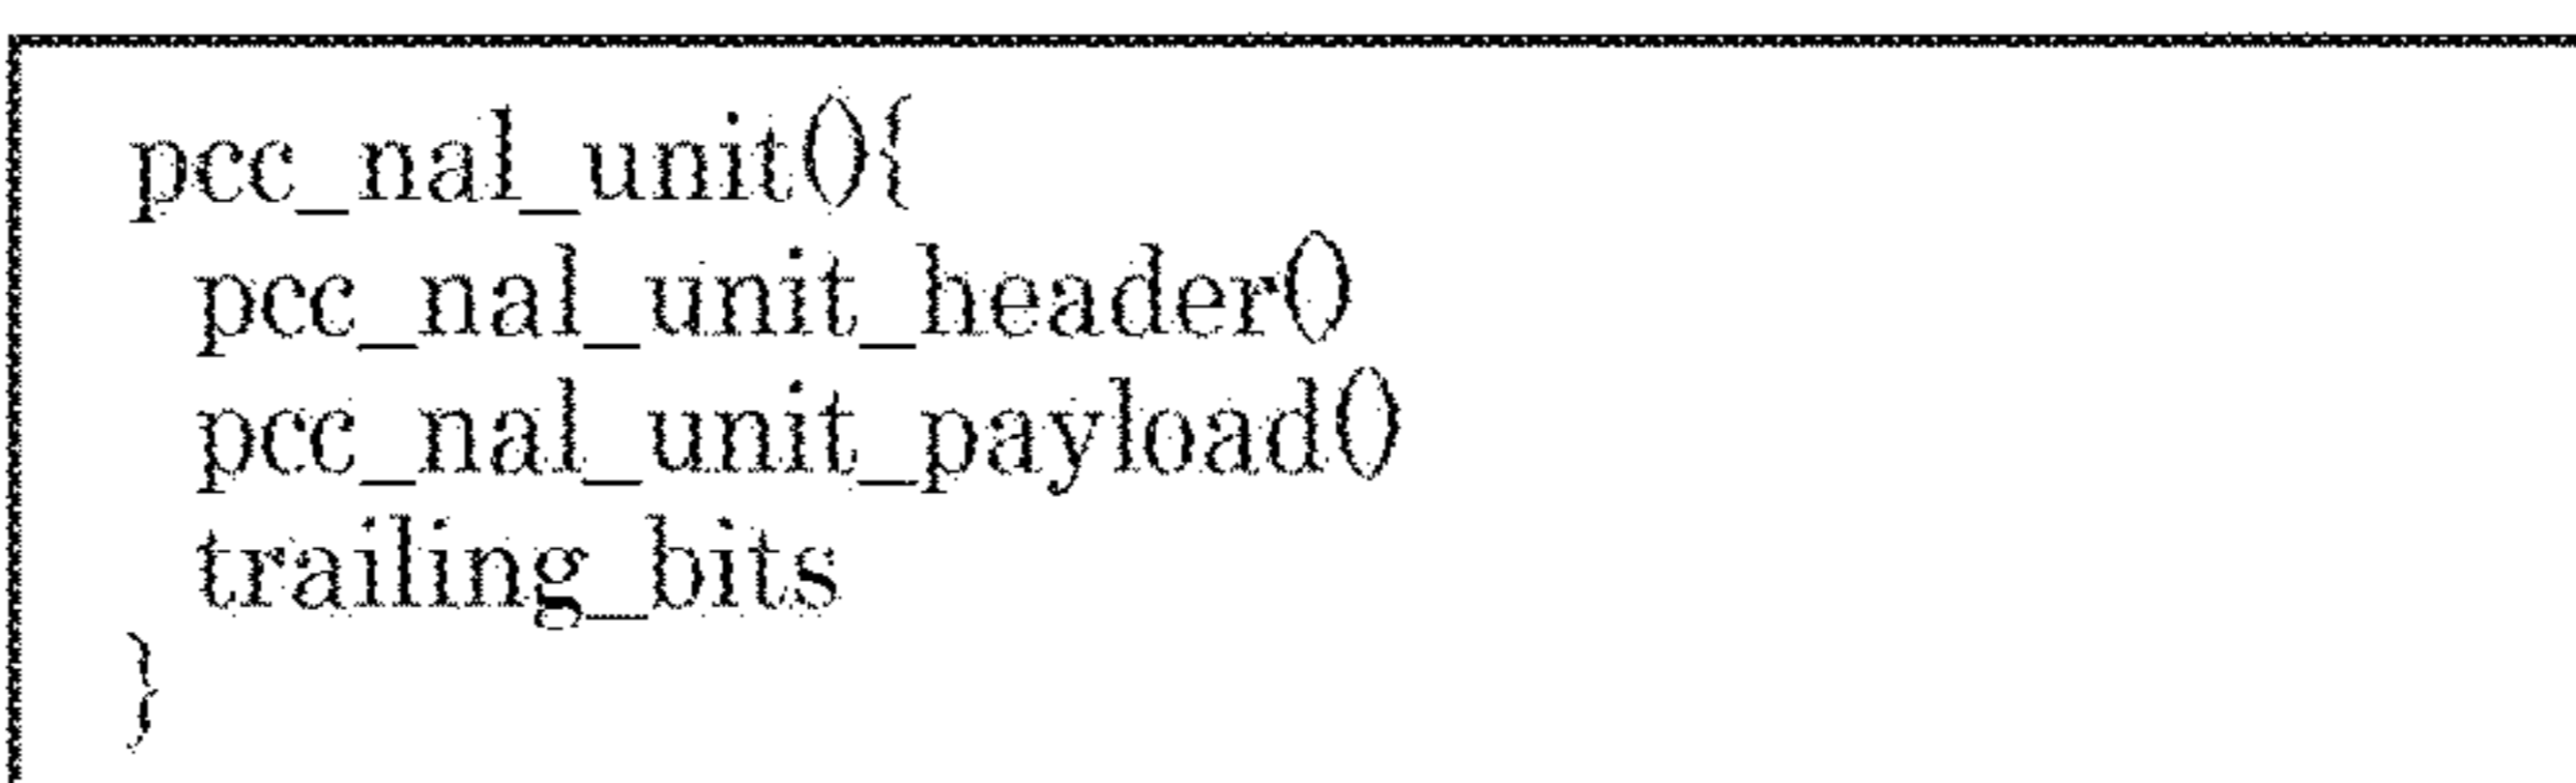 pcc_nal_unit(){
pcc_nal_unit_header()
pcc_nal_unit_payload()
trailing_bits
}